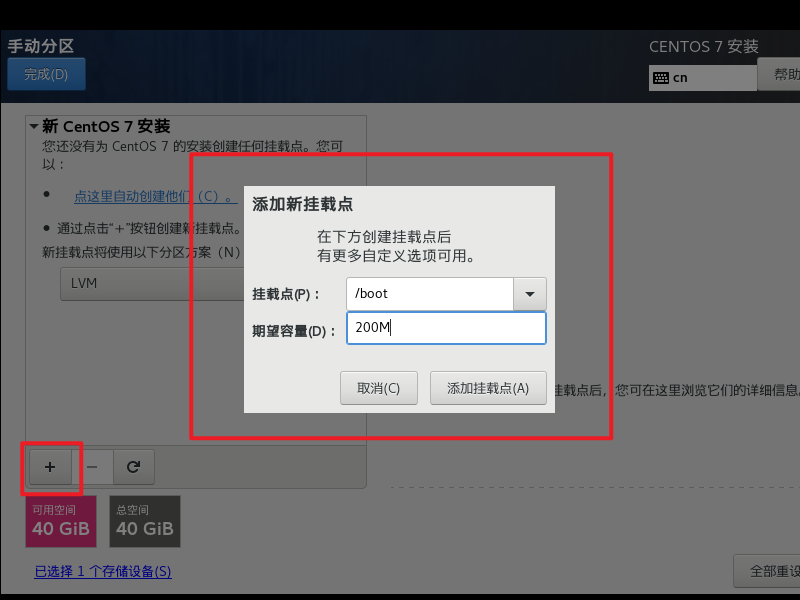 手动分区
CENTOS 7 安装
完成(D)
cn
帮助
新 CentOS 7 安装
您还没有为 CentOS 7 的安装创建任何挂载点。您可
以：
点这里自动创建他们（C）。
通过点击“+”按钮创建新挂载点。
新挂载点将使用以下分区方案（N）
LVM
添加新挂载点
在下方创建挂载点后
有更多自定义选项可用。
挂载点(P)：
/boot
期望容量(D)：
200M
取消(C)
添加挂载点(A)
挂载点后，您可在这里浏览它们的详细信息。
+
−
可用空间
40 GiB
总空间
40 GiB
已选择 1 个存储设备(S)
全部重设